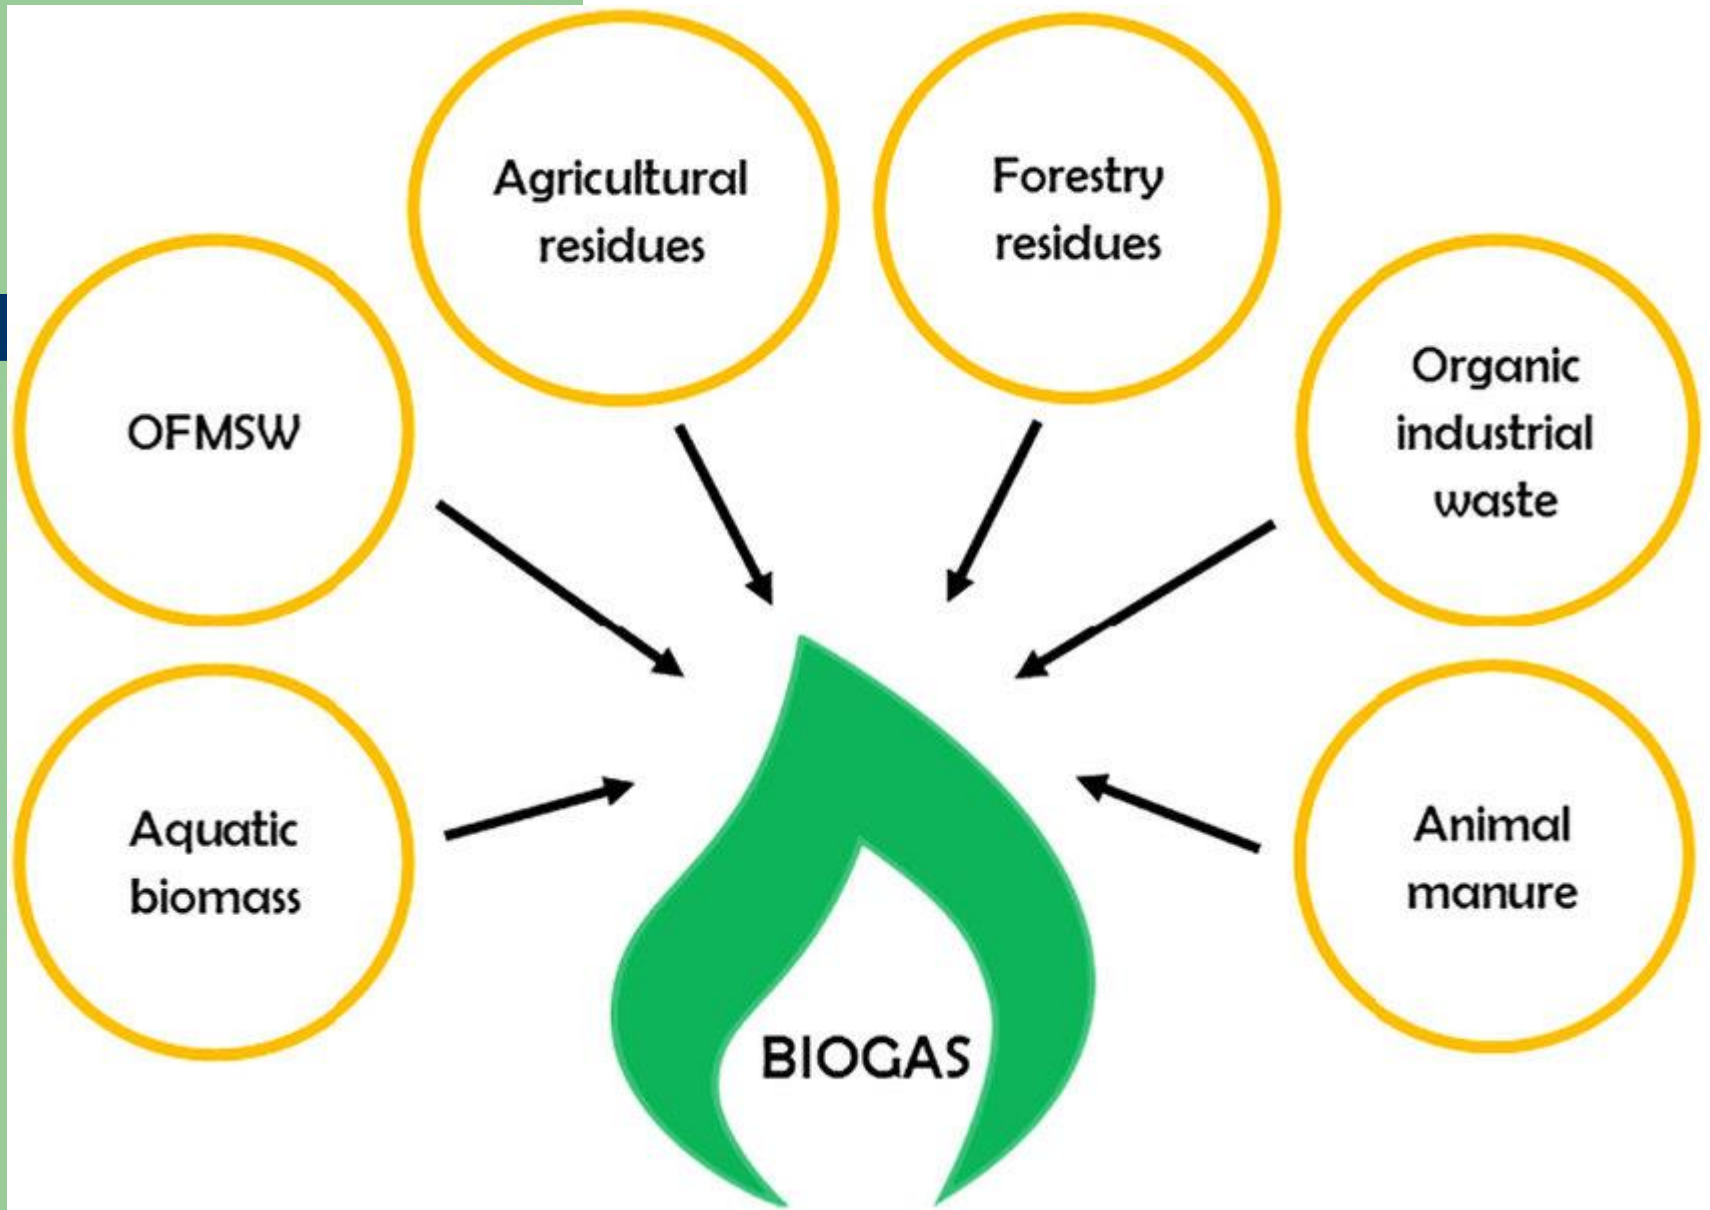 Agricultural
residues
Forestry
residues
OFMSW
Organic
industrial
waste
Aquatic
biomass
Animal
manure
BIOGAS